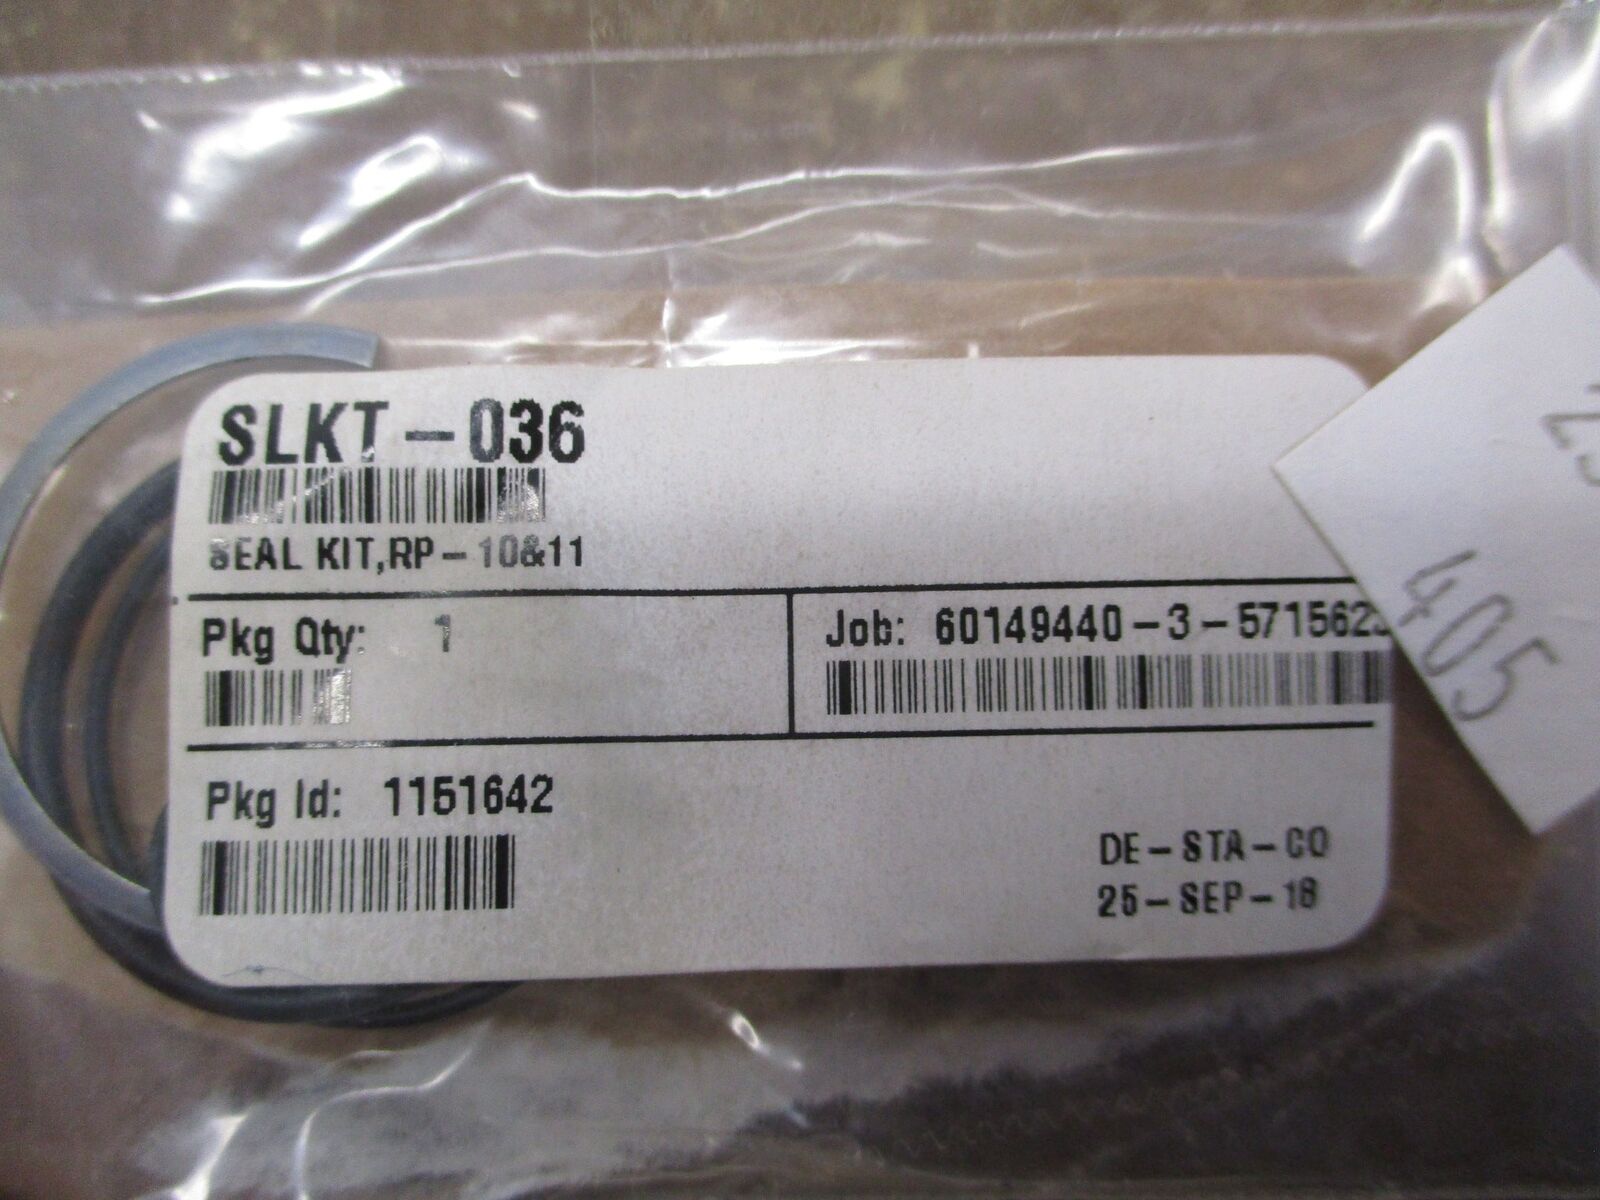 SLKT-036
SEAL KIT,RP-10&11
Pkg Qty: 1
Job: 60149440-3-571562
Pkg Id: 1151642
DE-STA-CO
25-SEP-18
405